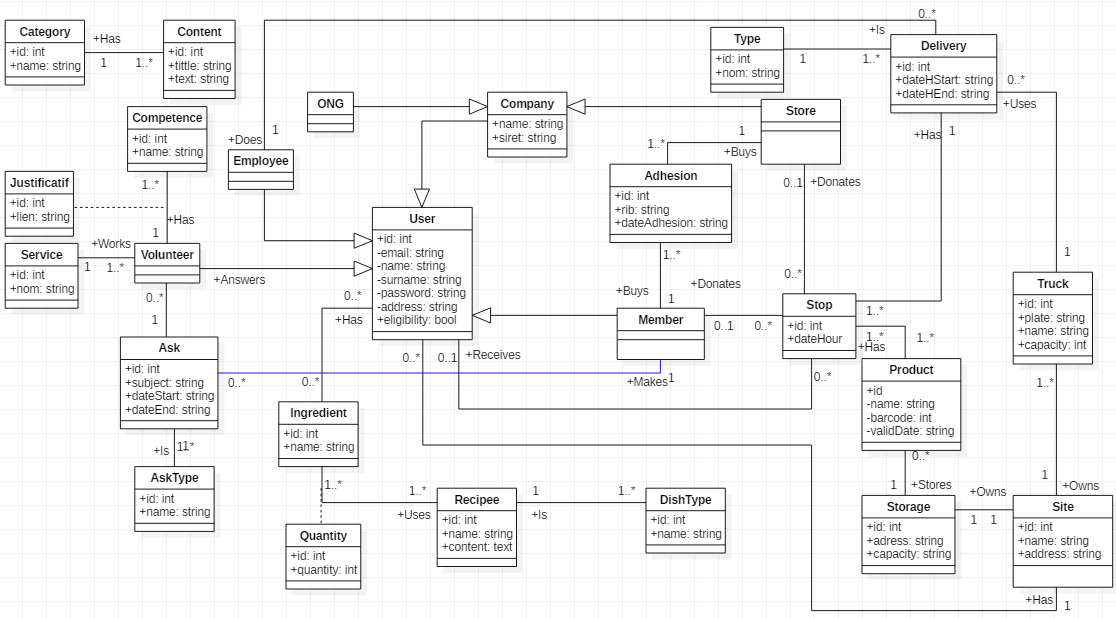 Category
+id: int
+name: string
+Has
1
1..*
Content
+id: int
+tittle: string
+text: string
Type
+id: int
+nom: string
+Is
1
1..*
0..*
Delivery
+id: int
+dateHStart: string
+dateHEnd: string
0..*
+Uses
+Has
1
Competence
+id: int
+name: string
1..*
+Has
1
+Does
1
Employee
ONG
Company
+name: string
+siret: string
Store
1
+Buys
1..*
0..1
+Donates
0..*
Adhesion
+id: int
+rib: string
+dateAdhesion: string
1..*
+Buys
1
Justificatif
+id: int
+lien: string
Service
+id: int
+nom: string
+Works
1
1..*
Volunteer
+Answers
0..*
1
User
+id: int
-email: string
-name: string
-surname: string
-password: string
-address: string
+eligibility: bool
0..*
+Has
0..*
0..*
0..1
+Receives
Member
+Donates
0..1
0..*
+Makes
1
Stop
+id: int
+dateHour
1..*
1..*
+Has
1..*
0..*
1
Truck
+id: int
+plate: string
+name: string
+capacity: int
1..*
1
+Owns
Ask
+id: int
+subject: string
+dateStart: string
+dateEnd: string
0..*
+Is
1
1..*
AskType
+id: int
+name: string
Ingredient
+id: int
+name: string
1..*
1..*
+Uses
Quantity
+id: int
+quantity: int
Recipee
+id: int
+name: string
+content: text
1
+Is
1..*
DishType
+id: int
+name: string
Product
+id
-name: string
-barcode: int
-validDate: string
0..*
1
+Stores
Storage
+id: int
+adress: string
+capacity: string
+Owns
1
1
Site
+id: int
+name: string
+address: string
+Has
1